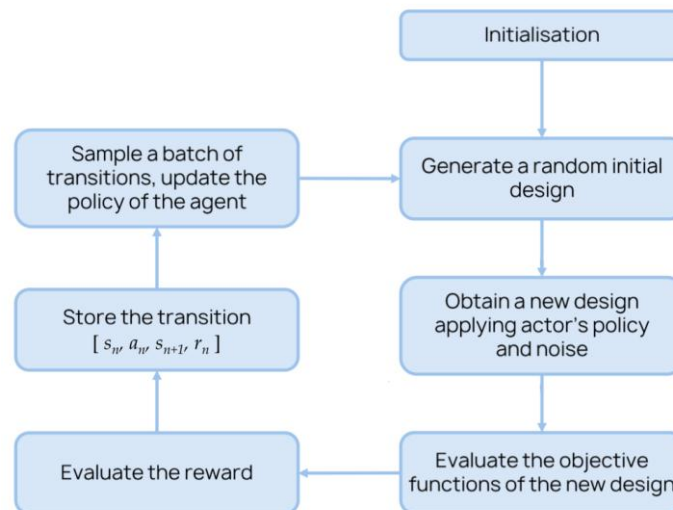 Initialisation
Generate a random initial
design
Obtain a new design
applying actor's policy
and noise
Evaluate the objective
functions of the new design
Evaluate the reward
Store the transition
[ sₙ, aₙ, sₙ₊₁, rₙ ]
Sample a batch of
transitions, update the
policy of the agent